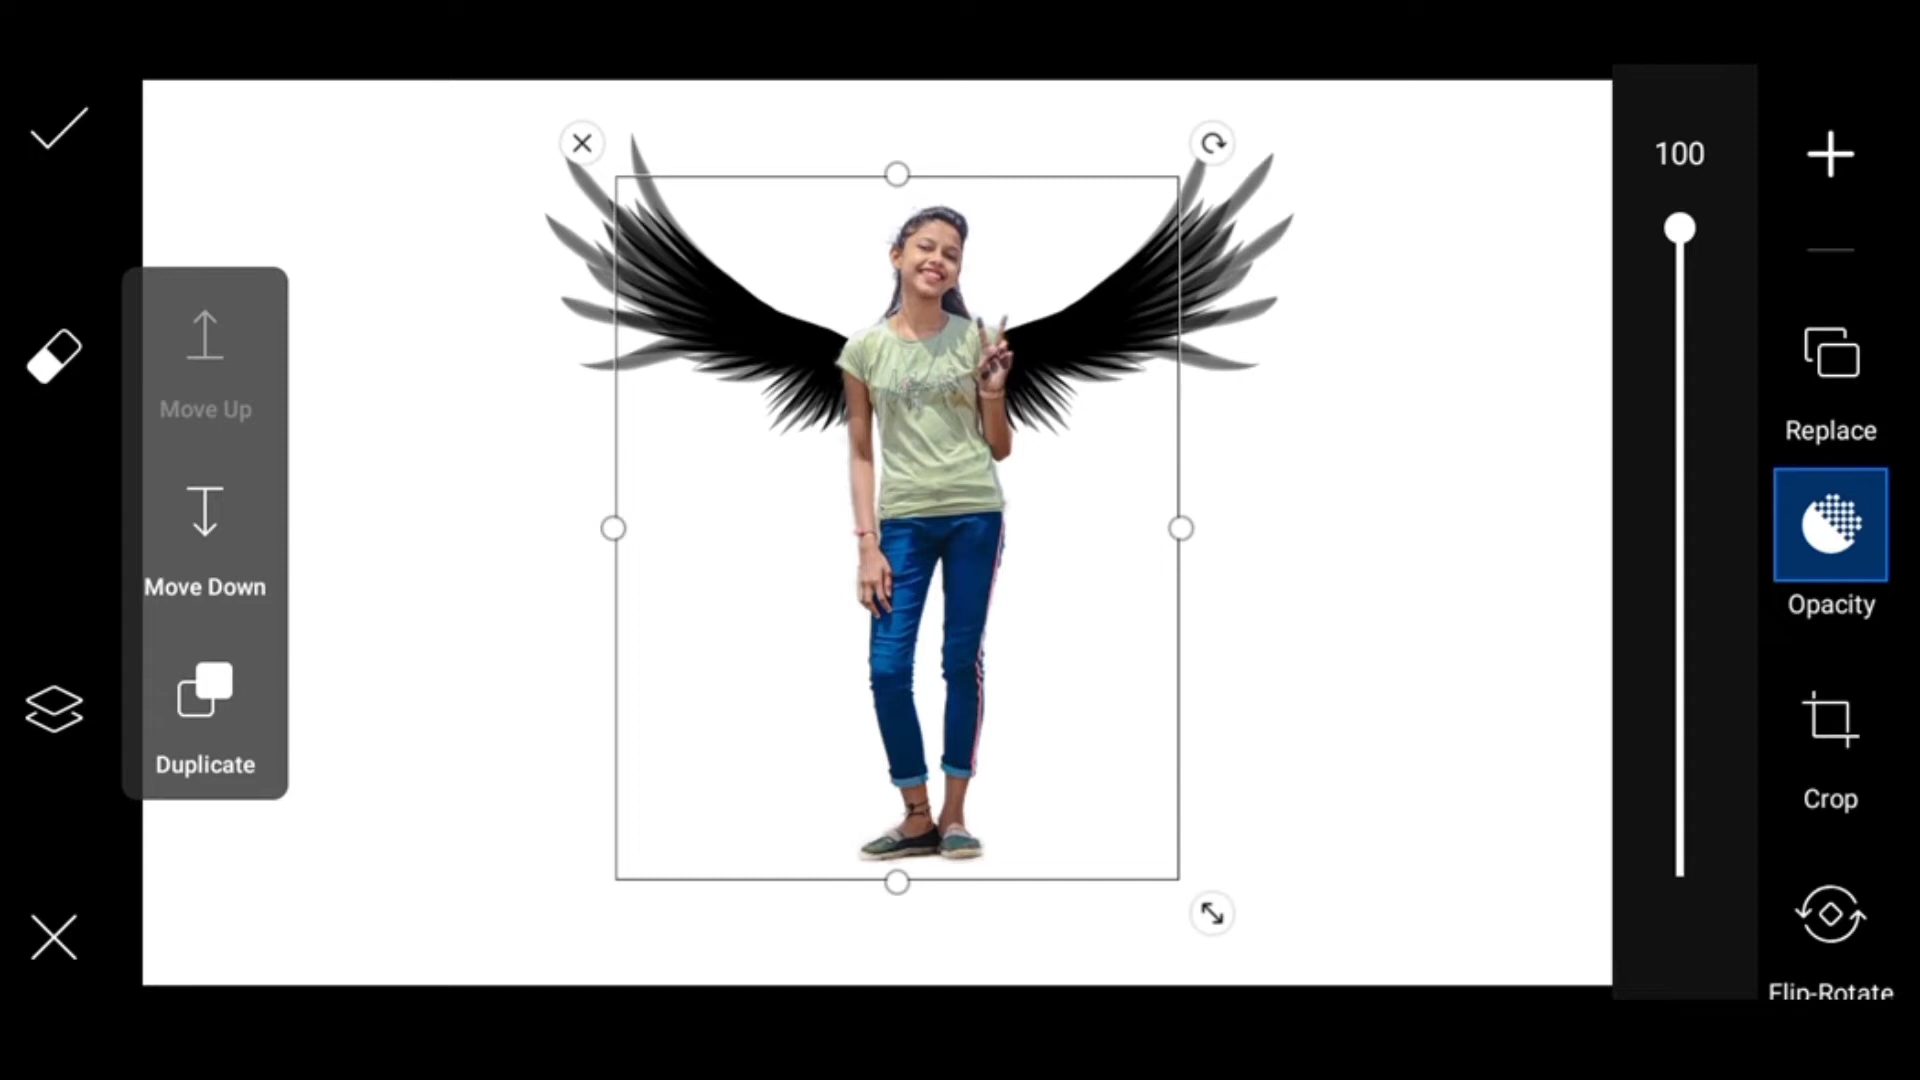 100
Move Up
Replace
Move Down
Opacity
Duplicate
Crop
Flip-Rotate